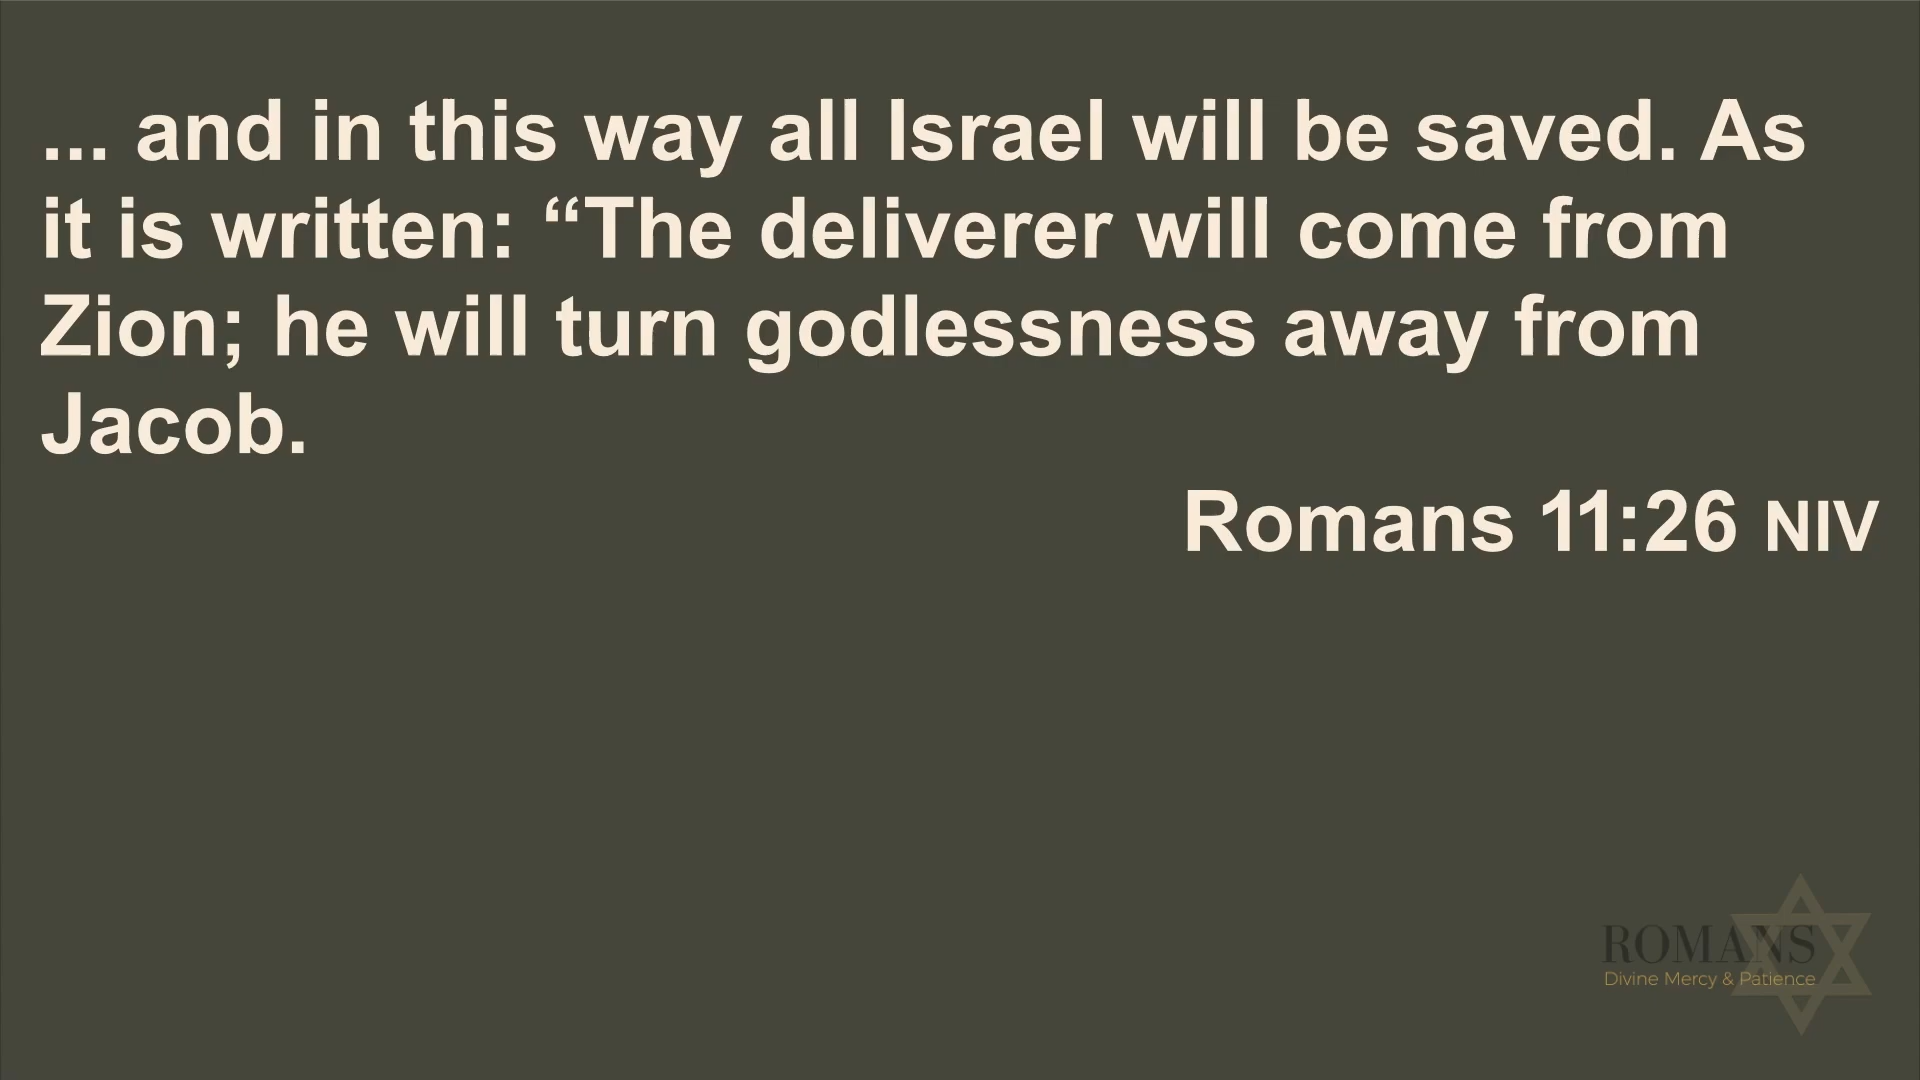 ... and in this way all Israel will be saved. As
it is written: “The deliverer will come from
Zion; he will turn godlessness away from
Jacob.
Romans 11:26 NIV
ROMANS
Divine Mercy & Patience